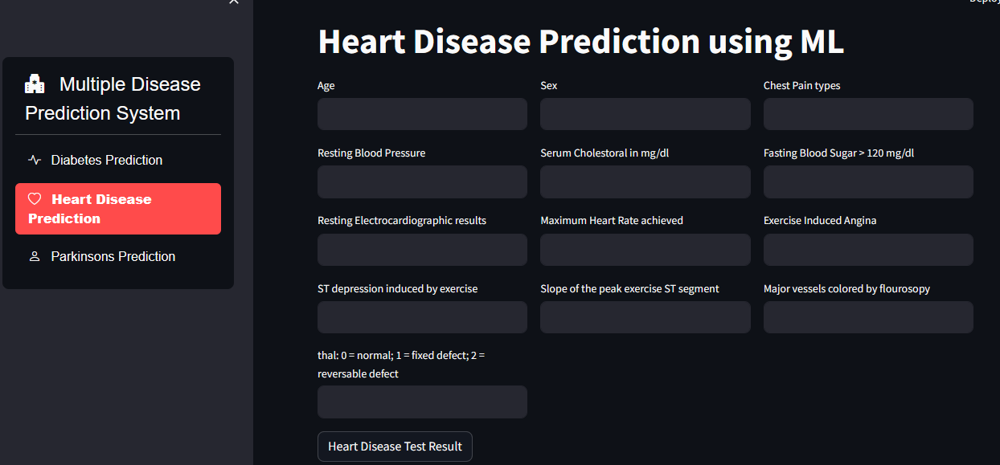 Multiple Disease
Prediction System
Diabetes Prediction
Heart Disease
Prediction
Parkinsons Prediction
Deploy
Heart Disease Prediction using ML
Age
Sex
Chest Pain types
Resting Blood Pressure
Serum Cholestoral in mg/dl
Fasting Blood Sugar > 120 mg/dl
Resting Electrocardiographic results
Maximum Heart Rate achieved
Exercise Induced Angina
ST depression induced by exercise
Slope of the peak exercise ST segment
Major vessels colored by flourosopy
thal: 0 = normal; 1 = fixed defect; 2 =
reversable defect
Heart Disease Test Result